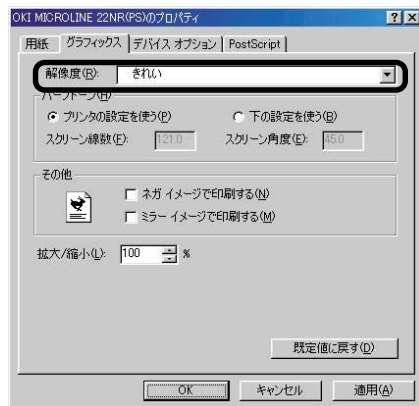 OKI MICROLINE 22NR(PS)のプロパティ
用紙 グラフィックス デバイス オプション PostScript
解像度(R): きれい
ハーフトーン(H)
プリンタの設定を使う(P) 下の設定を使う(B)
スクリーン線数(F): 121.0 スクリーン角度(E): 45.0
その他
ネガ イメージで印刷する(N)
ミラー イメージで印刷する(M)
拡大/縮小(L): 100 %
既定値に戻す(D)
OK キャンセル 適用(A)